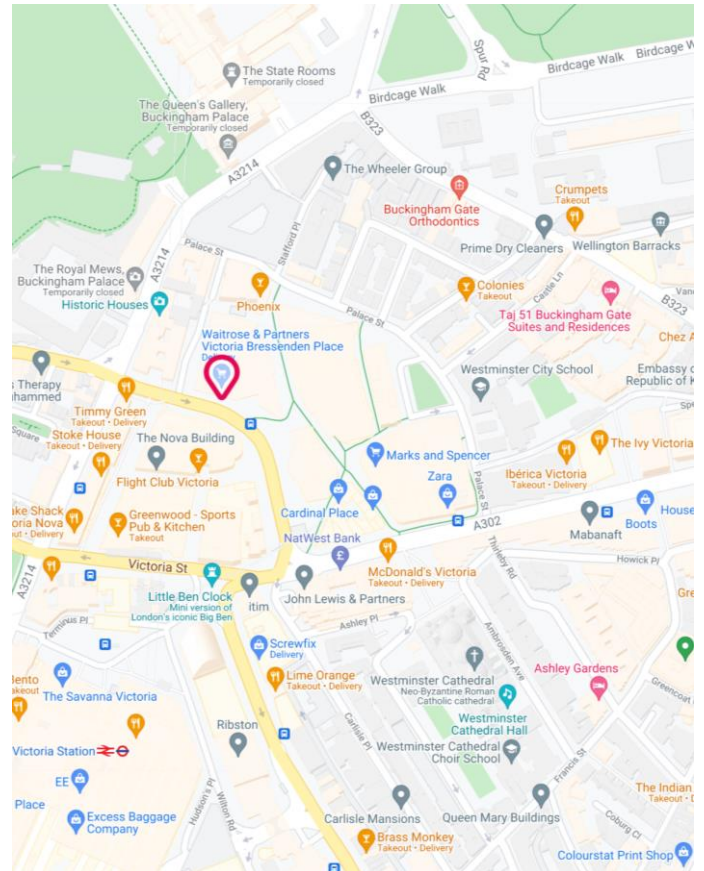 The State Rooms
Temporarily closed
Spur Rd
Birdcage Walk
Birdcage W
Birdcage Walk
The Queen's Gallery,
Buckingham Palace
Temporarily closed
B323
A3214
The Wheeler Group
Buckingham Gate
Orthodontics
Crumpets
Takeout
Prime Dry Cleaners
Wellington Barracks
Stafford Pl
Palace St
A3214
The Royal Mews,
Buckingham Palace
Temporarily closed
Historic Houses
Phoenix
Colonies
Takeout
Castle Ln
Taj 51 Buckingham Gate
Suites and Residences
B323
Palace St
Waitrose & Partners
Victoria Bressenden Place
Chez A
Westminster City School
Embassy o
Republic of K
s Therapy
hammed
Timmy Green
Takeout • Delivery
Stoke House
Takeout • Delivery
Square
The Nova Building
Flight Club Victoria
Marks and Spencer
Zara
Palace St
Ibérica Victoria
Takeout • Delivery
The Ivy Victoria
ake Shack
oria Nova
ut • Delivery
Greenwood - Sports
Pub & Kitchen
Takeout
Cardinal Place
NatWest Bank
A302
Mabanaft
Boots
House
Howick Pl
Victoria St
A3214
McDonald's Victoria
Takeout • Delivery
Thirleby Rd
Little Ben Clock
Mini version of
London's iconic Big Ben
itim
John Lewis & Partners
Ashley Pl
Ambrosden Ave
Gre
Terminus Pl
Screwfix
Delivery
Lime Orange
Takeout • Delivery
Westminster Cathedral
Neo-Byzantine Roman
Catholic cathedral
Ashley Gardens
Greencoat
Bento
The Savanna Victoria
Westminster
Cathedral Hall
Ribston
Carlisle Pl
Westminster Cathedral
Choir School
Victoria Station
Francis St
EE
Hudson's Pl
Wilton Rd
Place
Excess Baggage
Company
Carlisle Mansions
Queen Mary Buildings
The Indian
Coburg Cl
Brass Monkey
Takeout • Delivery
Colourstat Print Shop